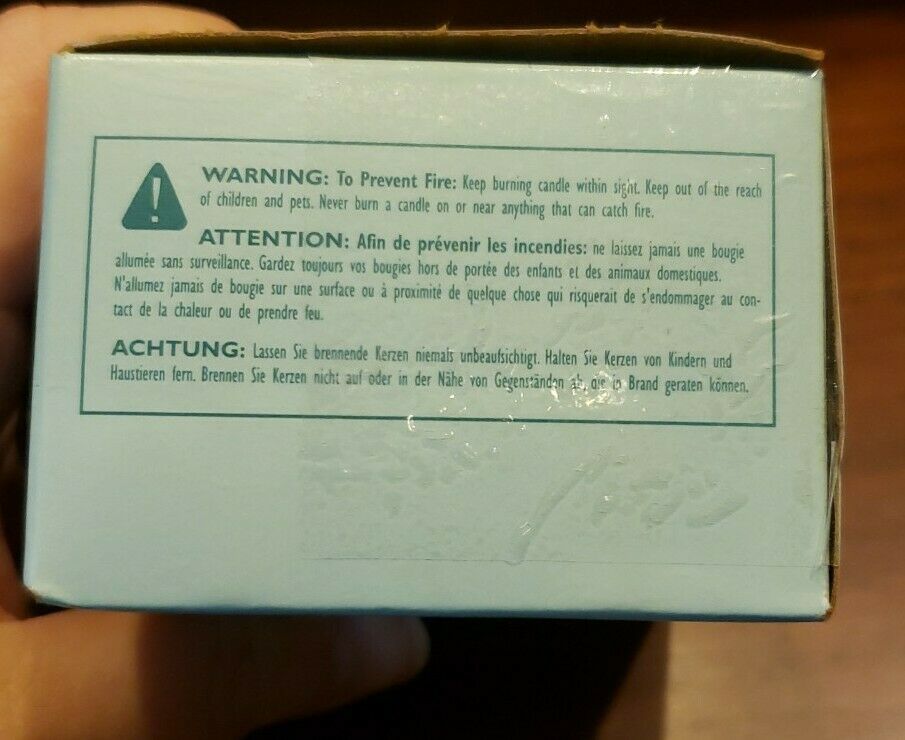 WARNING: To Prevent Fire: Keep burning candle within sight. Keep out of the reach
of children and pets. Never burn a candle on or near anything that can catch fire.
ATTENTION: Afin de prévenir les incendies: ne laissez jamais une bougie
allumée sans surveillance. Gardez toujours vos bougies hors de portée des enfants et des animaux domestiques.
N'allumez jamais de bougie sur une surface ou à proximité de quelque chose qui risquerait de s'endommager au con-
tact de la chaleur ou de prendre feu.
ACHTUNG: Lassen Sie brennende Kerzen niemals unbeaufsichtigt. Halten Sie Kerzen von Kindern und
Haustieren fern. Brennen Sie Kerzen nicht auf oder in der Nähe von Gegenständen ab, die in Brand geraten können.